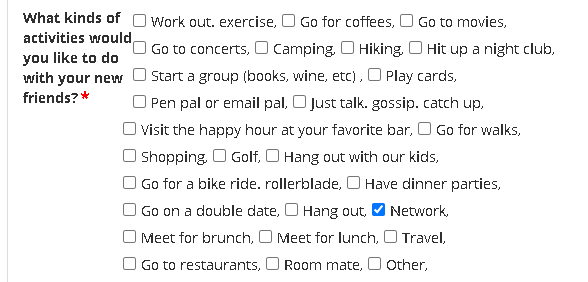 What kinds of activities would you like to do with your new friends? *
Work out. exercise, Go for coffees, Go to movies,
Go to concerts, Camping, Hiking, Hit up a night club,
Start a group (books, wine, etc) , Play cards,
Pen pal or email pal, Just talk. gossip. catch up,
Visit the happy hour at your favorite bar, Go for walks,
Shopping, Golf, Hang out with our kids,
Go for a bike ride. rollerblade, Have dinner parties,
Go on a double date, Hang out, Network,
Meet for brunch, Meet for lunch, Travel,
Go to restaurants, Room mate, Other,